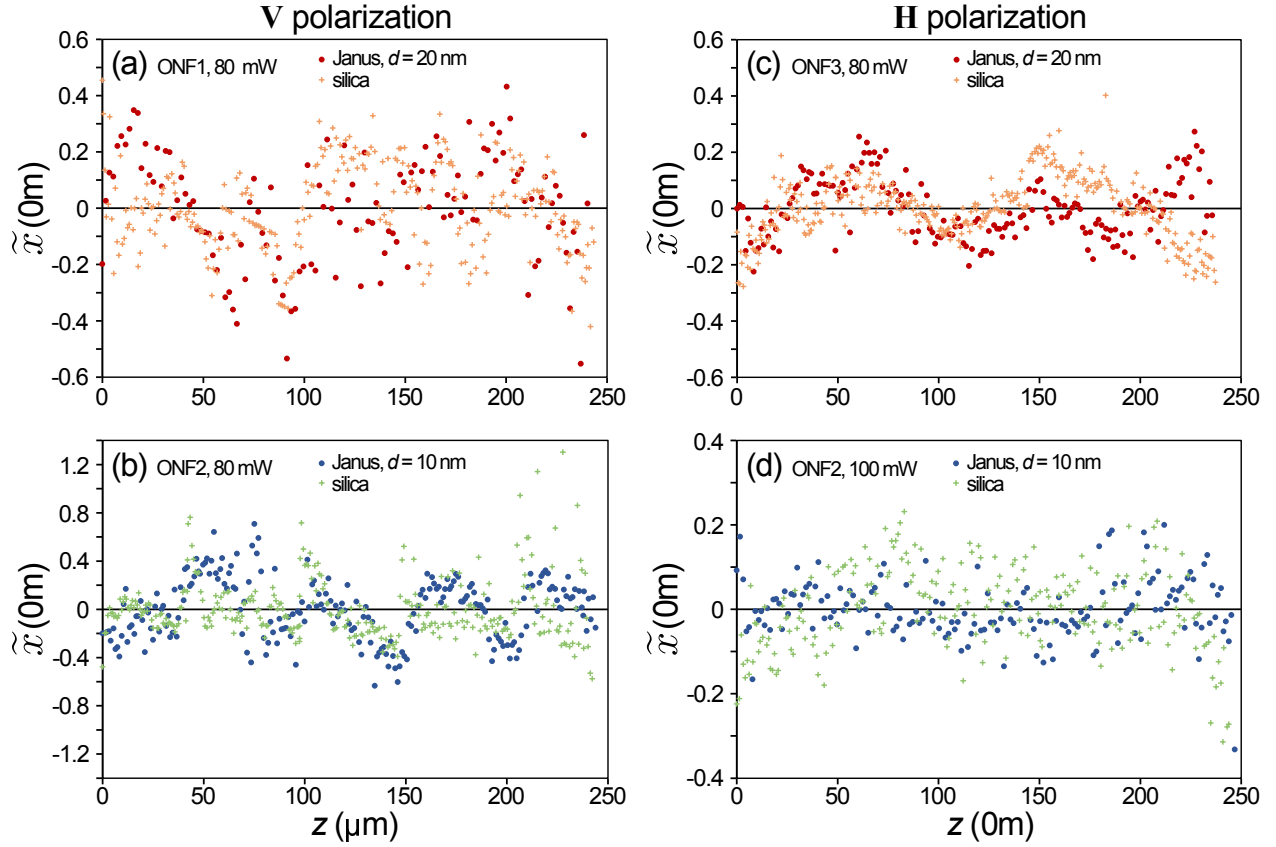 V polarization
H polarization
(a) ONF1, 80 mW
Janus, d = 20 nm
silica
0.6
0.4
0.2
0
-0.2
-0.4
-0.6
x̃ (0m)
0 50 100 150 200 250
(c) ONF3, 80 mW
Janus, d = 20 nm
silica
0.6
0.4
0.2
0
-0.2
-0.4
-0.6
x̃ (0m)
0 50 100 150 200 250
(b) ONF2, 80 mW
Janus, d = 10 nm
silica
1.2
0.8
0.4
0
-0.4
-0.8
-1.2
x̃ (0m)
0 50 100 150 200 250
z (µm)
(d) ONF2, 100 mW
Janus, d = 10 nm
silica
0.4
0.2
0
-0.2
-0.4
x̃ (0m)
0 50 100 150 200 250
z (0m)